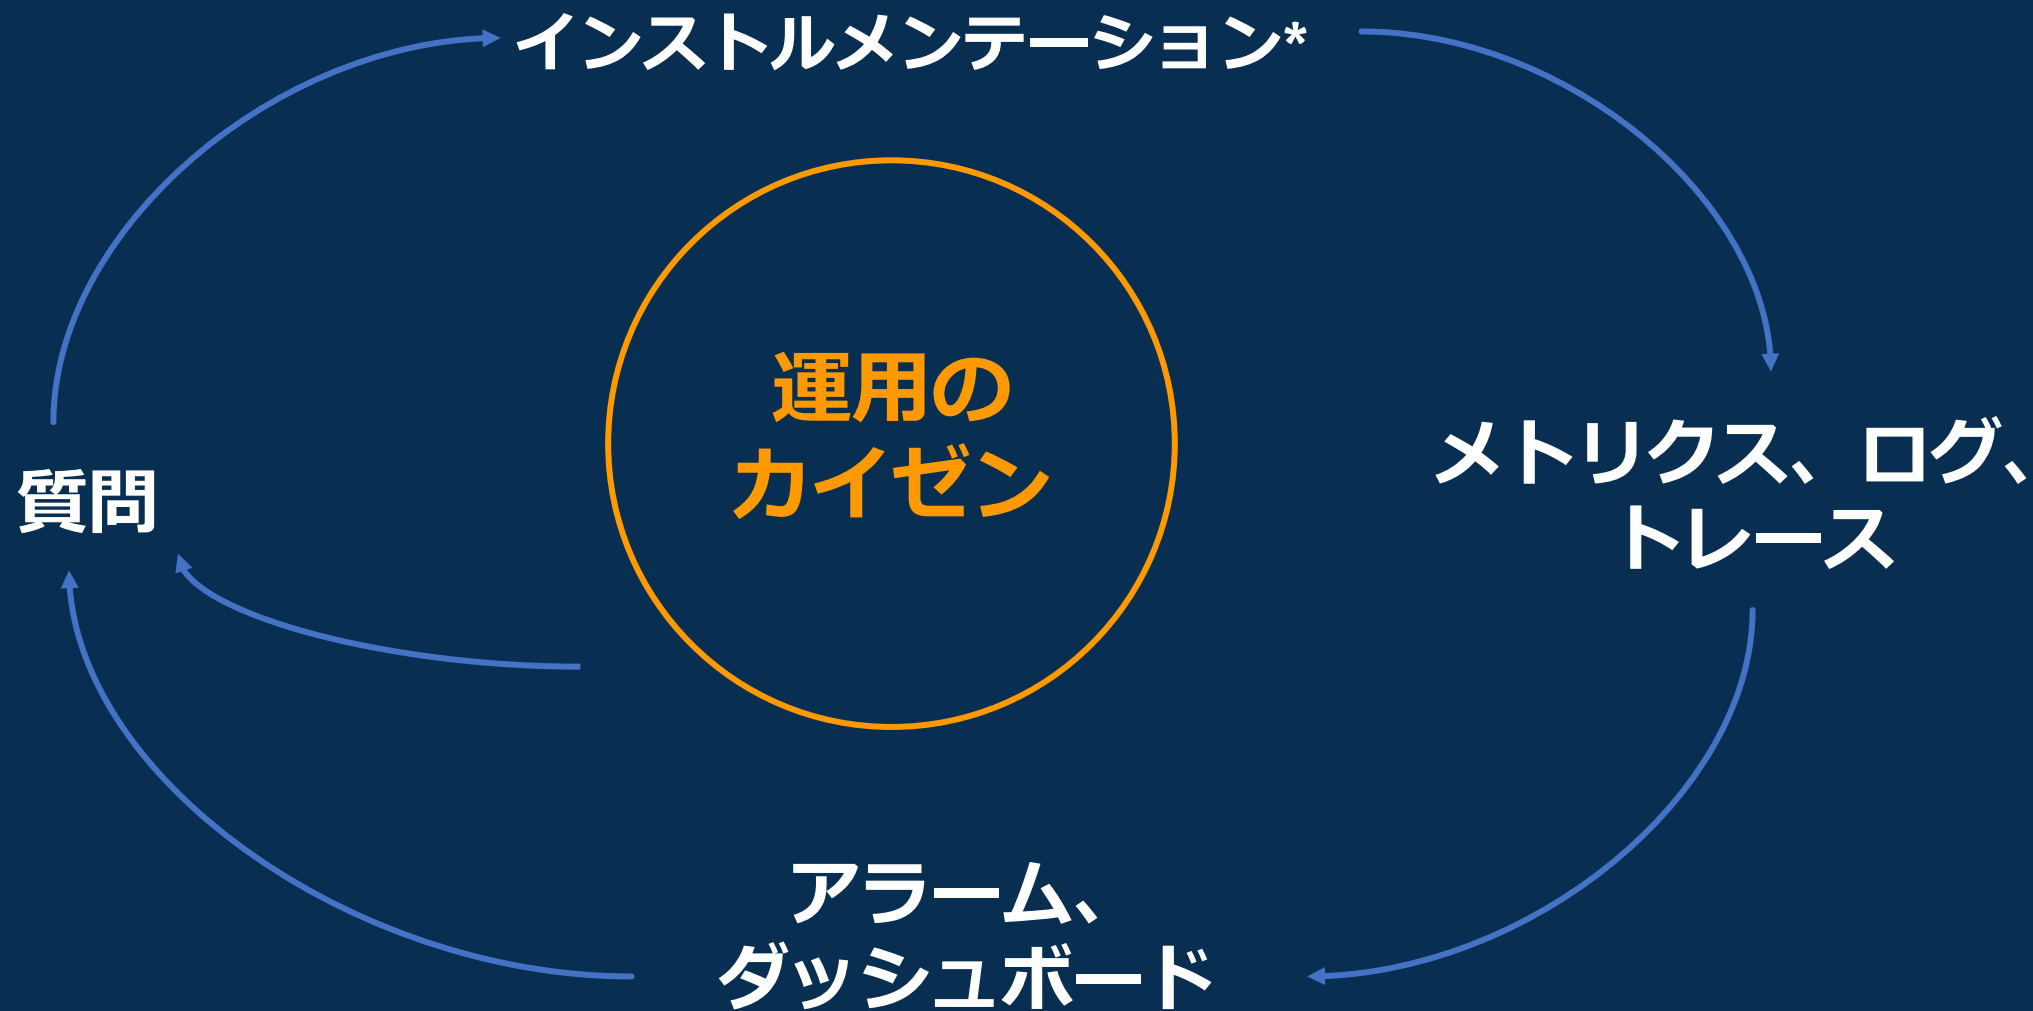 インストルメンテーション*
運用の
カイゼン
メトリクス、ログ、
トレース
質問
アラーム、
ダッシュボード